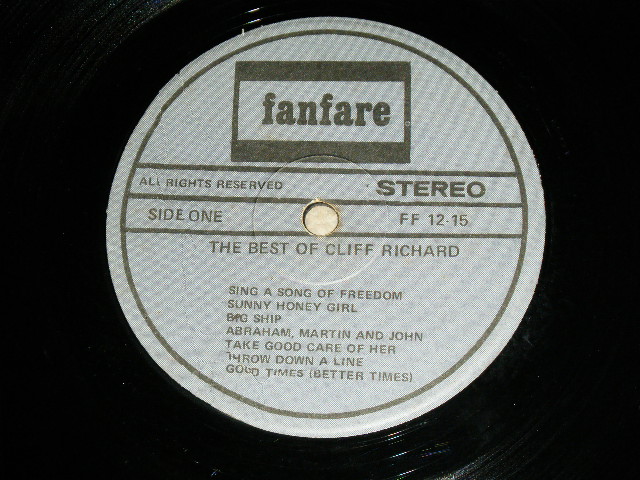 fanfare
ALL RIGHTS RESERVED
STEREO
SIDE ONE
FF 12-15
THE BEST OF CLIFF RICHARD
SING A SONG OF FREEDOM
SUNNY HONEY GIRL
BIG SHIP
ABRAHAM, MARTIN AND JOHN
TAKE GOOD CARE OF HER
THROW DOWN A LINE
GOOD TIMES (BETTER TIMES)